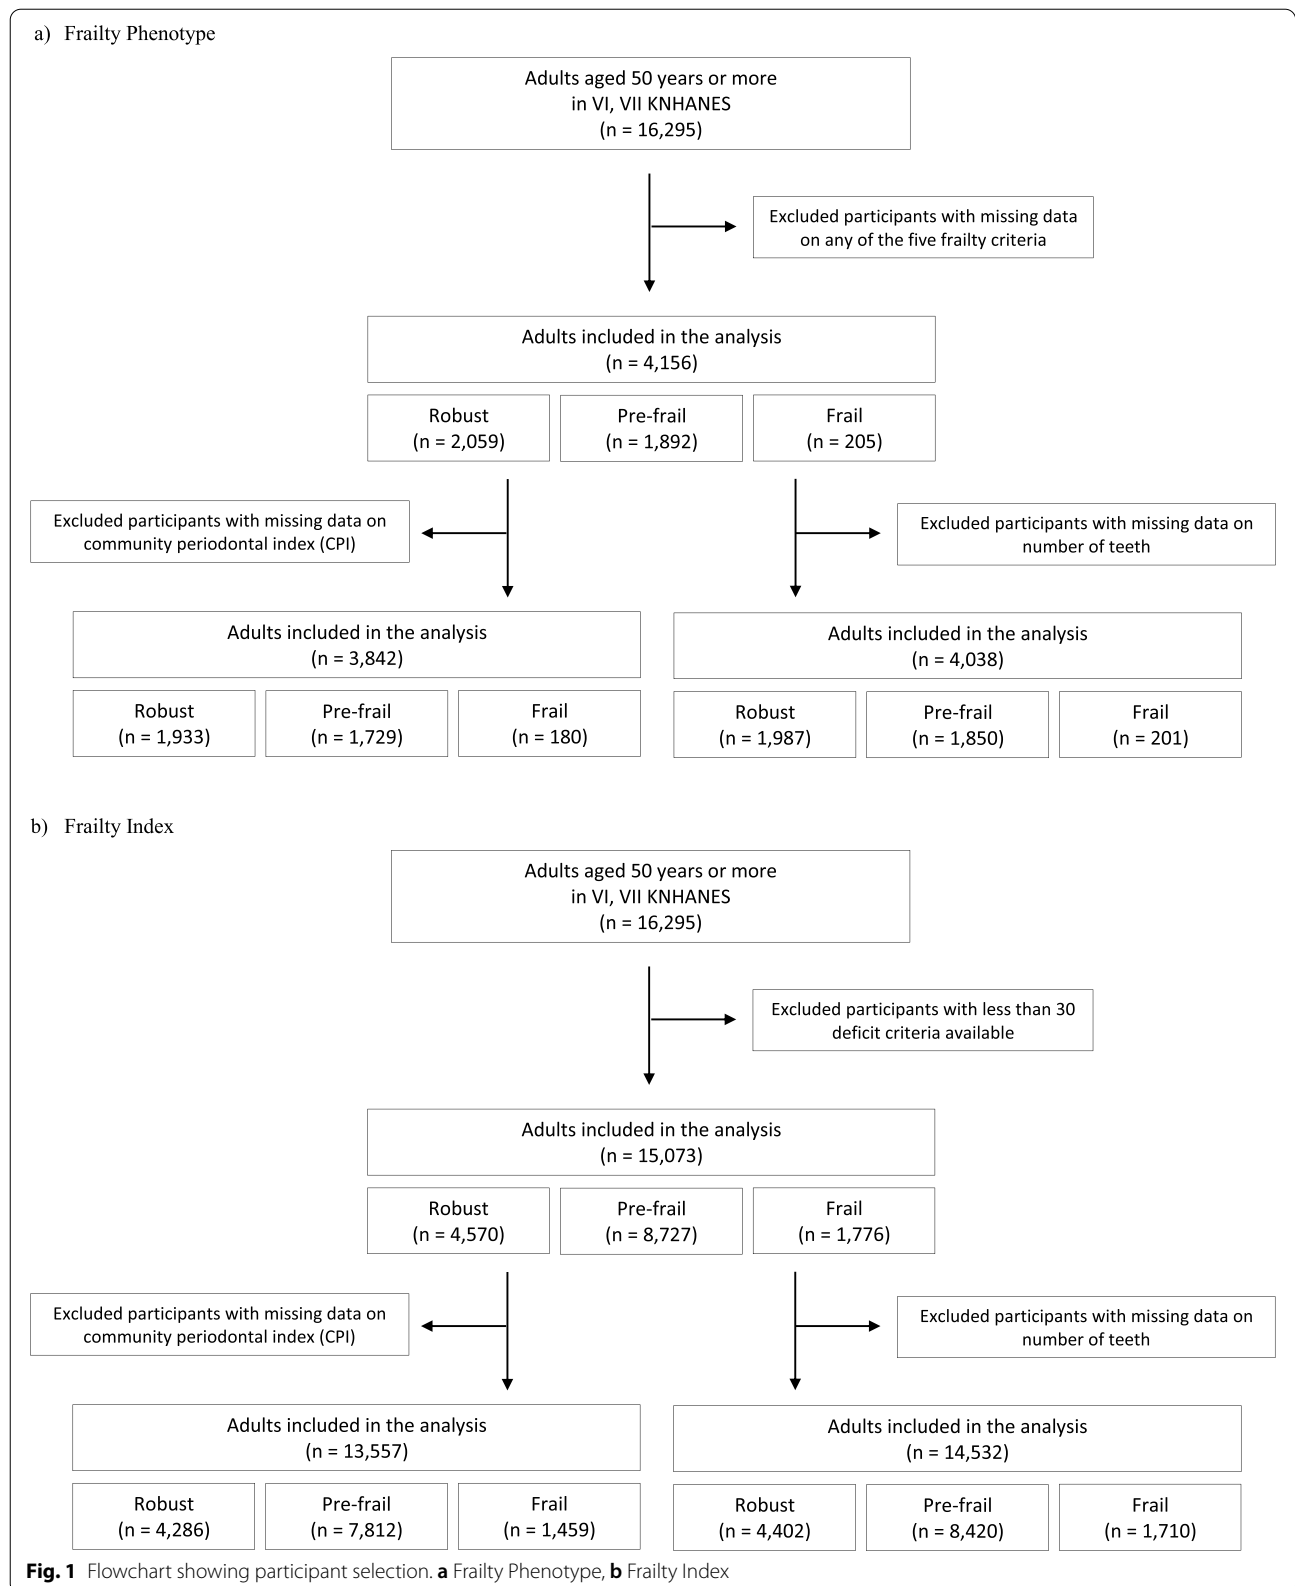 a) Frailty Phenotype
Adults aged 50 years or more
in VI, VII KNHANES
(n = 16,295)
Excluded participants with missing data
on any of the five frailty criteria
Adults included in the analysis
(n = 4,156)
Robust
(n = 2,059)
Pre-frail
(n = 1,892)
Frail
(n = 205)
Excluded participants with missing data on
community periodontal index (CPI)
Excluded participants with missing data on
number of teeth
Adults included in the analysis
(n = 3,842)
Robust
(n = 1,933)
Pre-frail
(n = 1,729)
Frail
(n = 180)
Adults included in the analysis
(n = 4,038)
Robust
(n = 1,987)
Pre-frail
(n = 1,850)
Frail
(n = 201)
b) Frailty Index
Adults aged 50 years or more
in VI, VII KNHANES
(n = 16,295)
Excluded participants with less than 30
deficit criteria available
Adults included in the analysis
(n = 15,073)
Robust
(n = 4,570)
Pre-frail
(n = 8,727)
Frail
(n = 1,776)
Excluded participants with missing data on
community periodontal index (CPI)
Excluded participants with missing data on
number of teeth
Adults included in the analysis
(n = 13,557)
Robust
(n = 4,286)
Pre-frail
(n = 7,812)
Frail
(n = 1,459)
Adults included in the analysis
(n = 14,532)
Robust
(n = 4,402)
Pre-frail
(n = 8,420)
Frail
(n = 1,710)
Fig. 1 Flowchart showing participant selection. a Frailty Phenotype, b Frailty Index